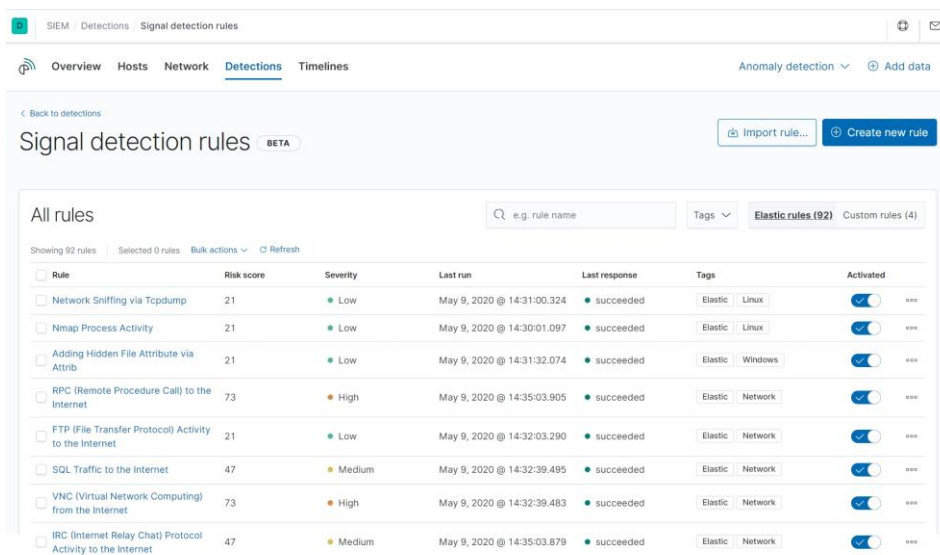 D SIEM / Detections / Signal detection rules
Overview Hosts Network Detections Timelines Anomaly detection Add data
< Back to detections
Signal detection rules BETA Import rule... Create new rule
All rules e.g. rule name Tags Elastic rules (92) Custom rules (4)
Showing 92 rules Selected 0 rules Bulk actions Refresh
Rule Risk score Severity Last run Last response Tags Activated
Network Sniffing via Tcpdump 21 Low May 9, 2020 @ 14:31:00.324 succeeded Elastic Linux
Nmap Process Activity 21 Low May 9, 2020 @ 14:30:01.097 succeeded Elastic Linux
Adding Hidden File Attribute via
Attrib 21 Low May 9, 2020 @ 14:31:32.074 succeeded Elastic Windows
RPC (Remote Procedure Call) to the
Internet 73 High May 9, 2020 @ 14:35:03.905 succeeded Elastic Network
FTP (File Transfer Protocol) Activity
to the Internet 21 Low May 9, 2020 @ 14:32:03.290 succeeded Elastic Network
SQL Traffic to the Internet 47 Medium May 9, 2020 @ 14:32:39.495 succeeded Elastic Network
VNC (Virtual Network Computing)
from the Internet 73 High May 9, 2020 @ 14:32:39.483 succeeded Elastic Network
IRC (Internet Relay Chat) Protocol
Activity to the Internet 47 Medium May 9, 2020 @ 14:35:03.879 succeeded Elastic Network